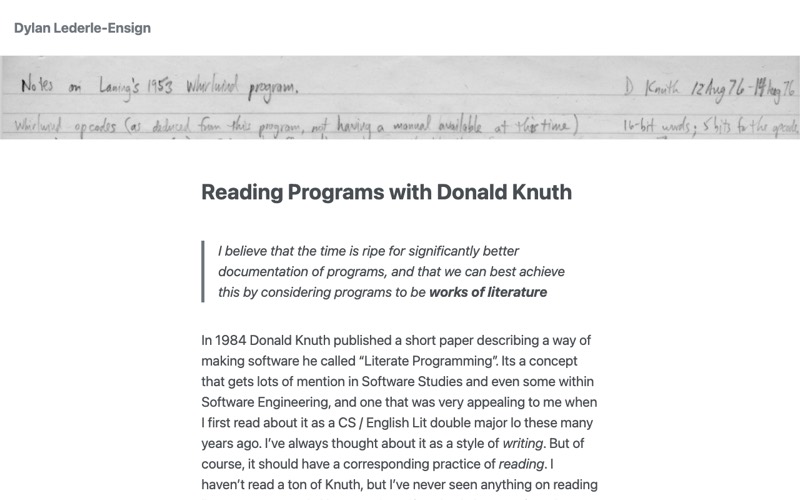 Dylan Lederle-Ensign
Notes on Laning's 1953 Whirlwind program. D Knuth 12 Aug 76 - 14 Aug 76
Whirlwind opcodes (as deduced from this program, not having a manual available at this time) 16-bit words; 5 bits for the opcode
Reading Programs with Donald Knuth
I believe that the time is ripe for significantly better
documentation of programs, and that we can best achieve
this by considering programs to be works of literature
In 1984 Donald Knuth published a short paper describing a way of
making software he called “Literate Programming”. Its a concept
that gets lots of mention in Software Studies and even some within
Software Engineering, and one that was very appealing to me when
I first read about it as a CS / English Lit double major lo these many
years ago. I’ve always thought about it as a style of writing. But of
course, it should have a corresponding practice of reading. I
haven’t read a ton of Knuth, but I’ve never seen anything on reading